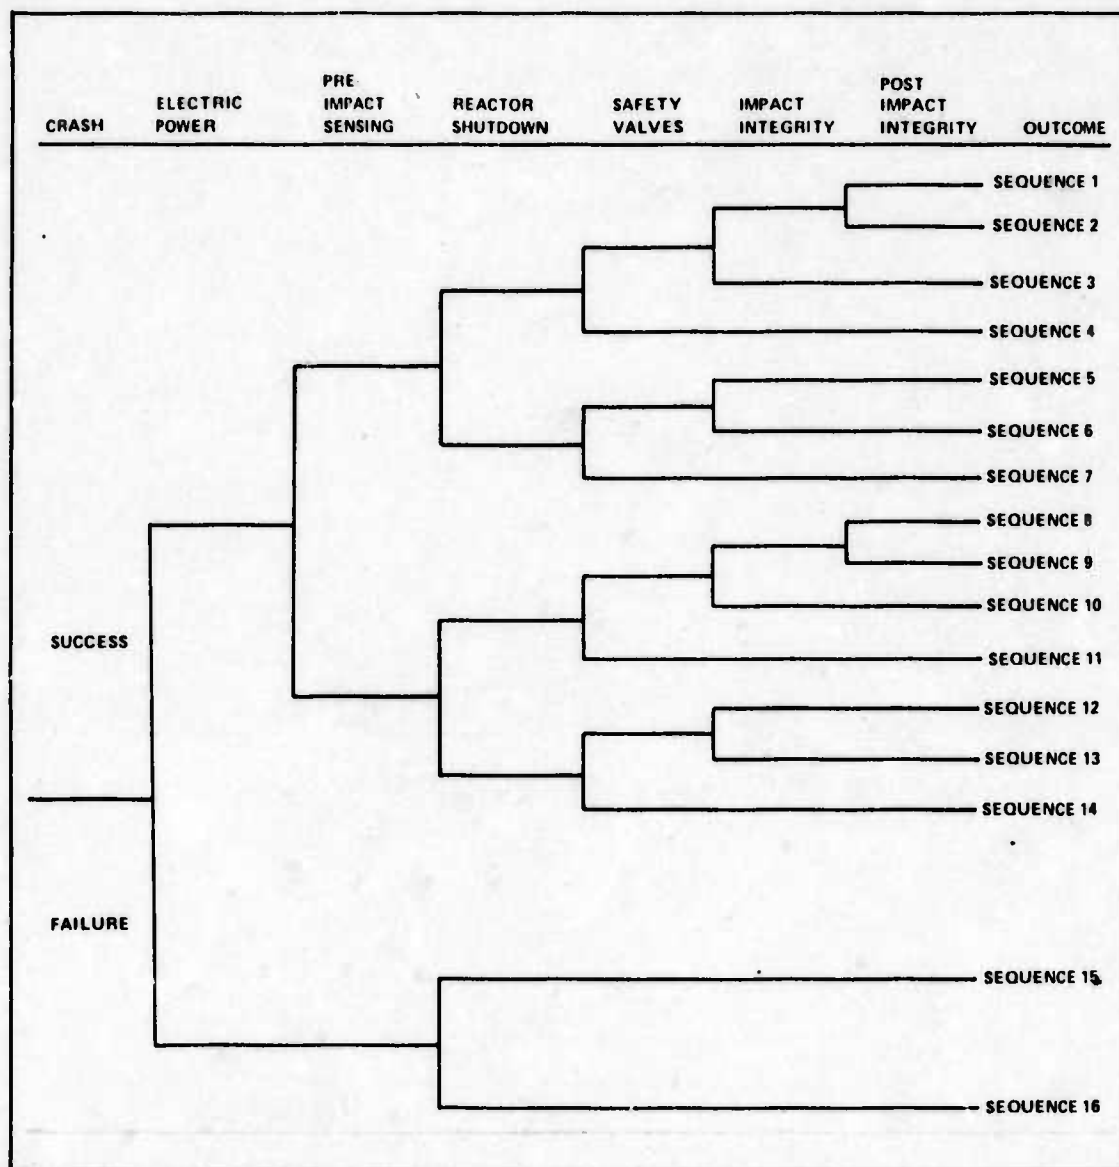 CRASH
ELECTRIC
POWER
PRE
IMPACT
SENSING
REACTOR
SHUTDOWN
SAFETY
VALVES
IMPACT
INTEGRITY
POST
IMPACT
INTEGRITY
OUTCOME
SEQUENCE 1
SEQUENCE 2
SEQUENCE 3
SEQUENCE 4
SEQUENCE 5
SEQUENCE 6
SEQUENCE 7
SEQUENCE 8
SEQUENCE 9
SEQUENCE 10
SUCCESS
SEQUENCE 11
SEQUENCE 12
SEQUENCE 13
SEQUENCE 14
FAILURE
SEQUENCE 15
SEQUENCE 16